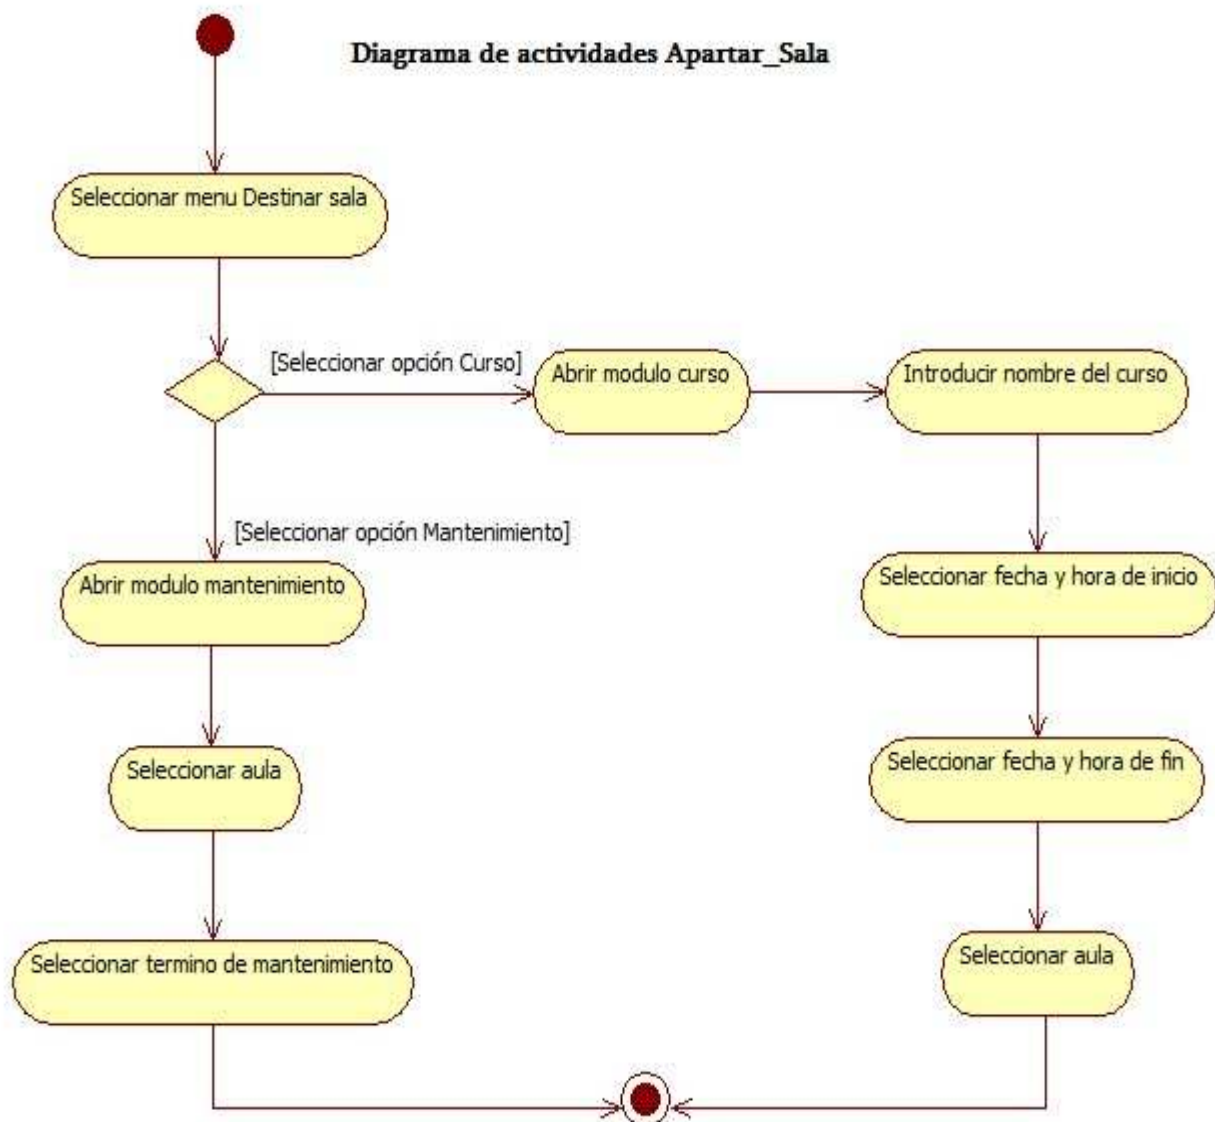 Diagrama de actividades Apartar_Sala
Seleccionar menu Destinar sala
[Seleccionar opción Curso]
Abrir modulo curso
Introducir nombre del curso
[Seleccionar opción Mantenimiento]
Abrir modulo mantenimiento
Seleccionar fecha y hora de inicio
Seleccionar aula
Seleccionar fecha y hora de fin
Seleccionar termino de mantenimiento
Seleccionar aula